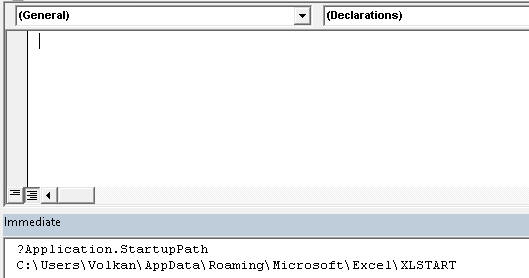 (General)
(Declarations)
Immediate
?Application.StartupPath
C:\Users\Volkan\AppData\Roaming\Microsoft\Excel\XLSTART